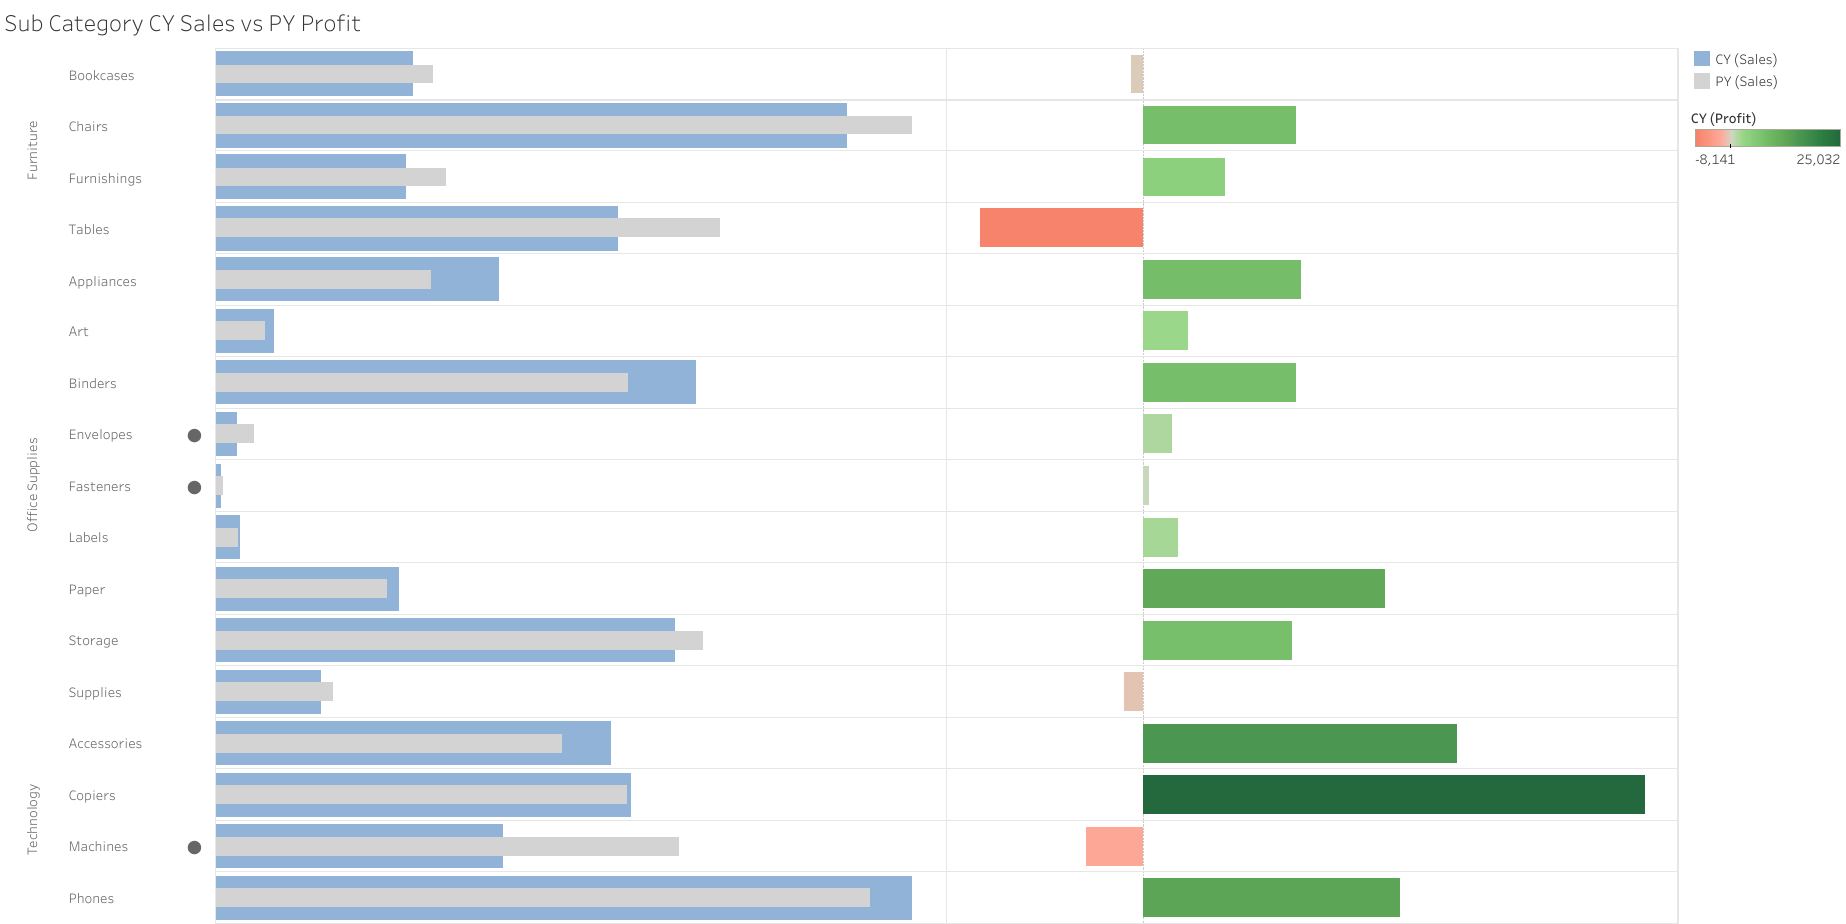 Sub Category CY Sales vs PY Profit
Furniture
Bookcases
Chairs
Furnishings
Tables
Office Supplies
Appliances
Art
Binders
Envelopes
Fasteners
Labels
Paper
Storage
Supplies
Technology
Accessories
Copiers
Machines
Phones
CY (Sales)
PY (Sales)
CY (Profit)
-8,141 25,032